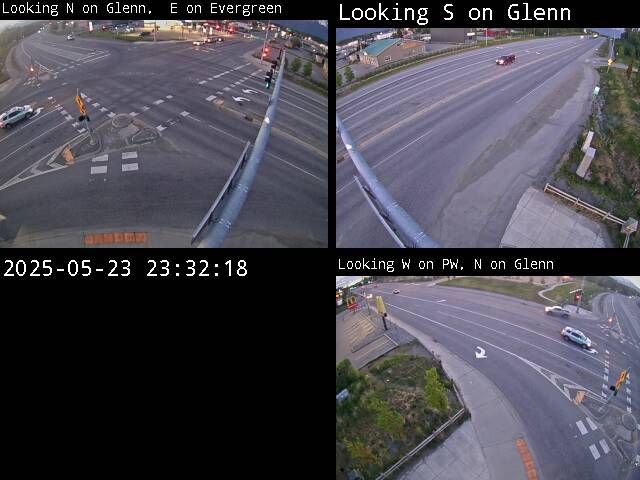 Looking N on Glenn,  E on Evergreen
Looking S on Glenn
2025-05-23 23:32:18
Looking W on PW, N on Glenn